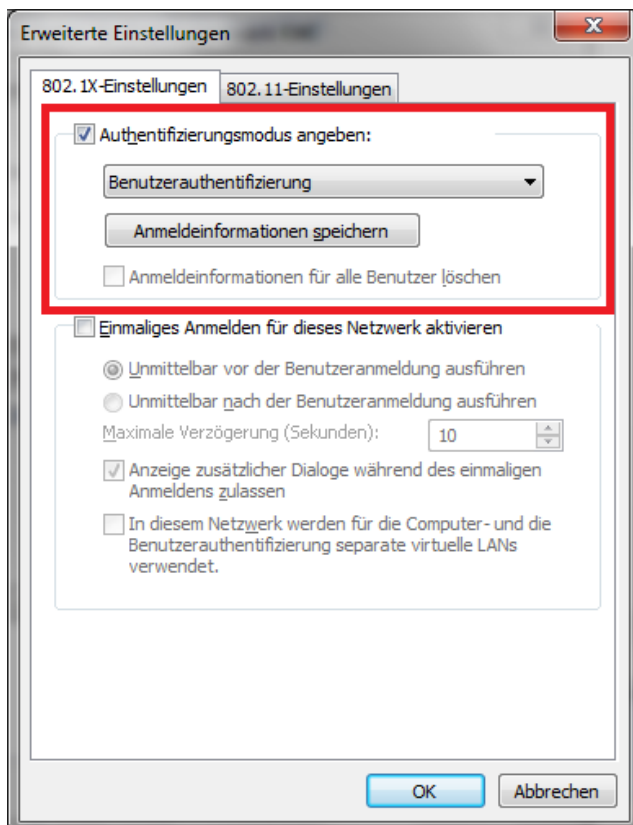 Erweiterte Einstellungen
802.1X-Einstellungen 802.11-Einstellungen
Authentifizierungsmodus angeben:
Benutzerauthentifizierung
Anmeldeinformationen speichern
Anmeldeinformationen für alle Benutzer löschen
Einmaliges Anmelden für dieses Netzwerk aktivieren
Unmittelbar vor der Benutzeranmeldung ausführen
Unmittelbar nach der Benutzeranmeldung ausführen
Maximale Verzögerung (Sekunden): 10
Anzeige zusätzlicher Dialoge während des einmaligen
Anmeldens zulassen
In diesem Netzwerk werden für die Computer- und die
Benutzerauthentifizierung separate virtuelle LANs
verwendet.
OK Abbrechen